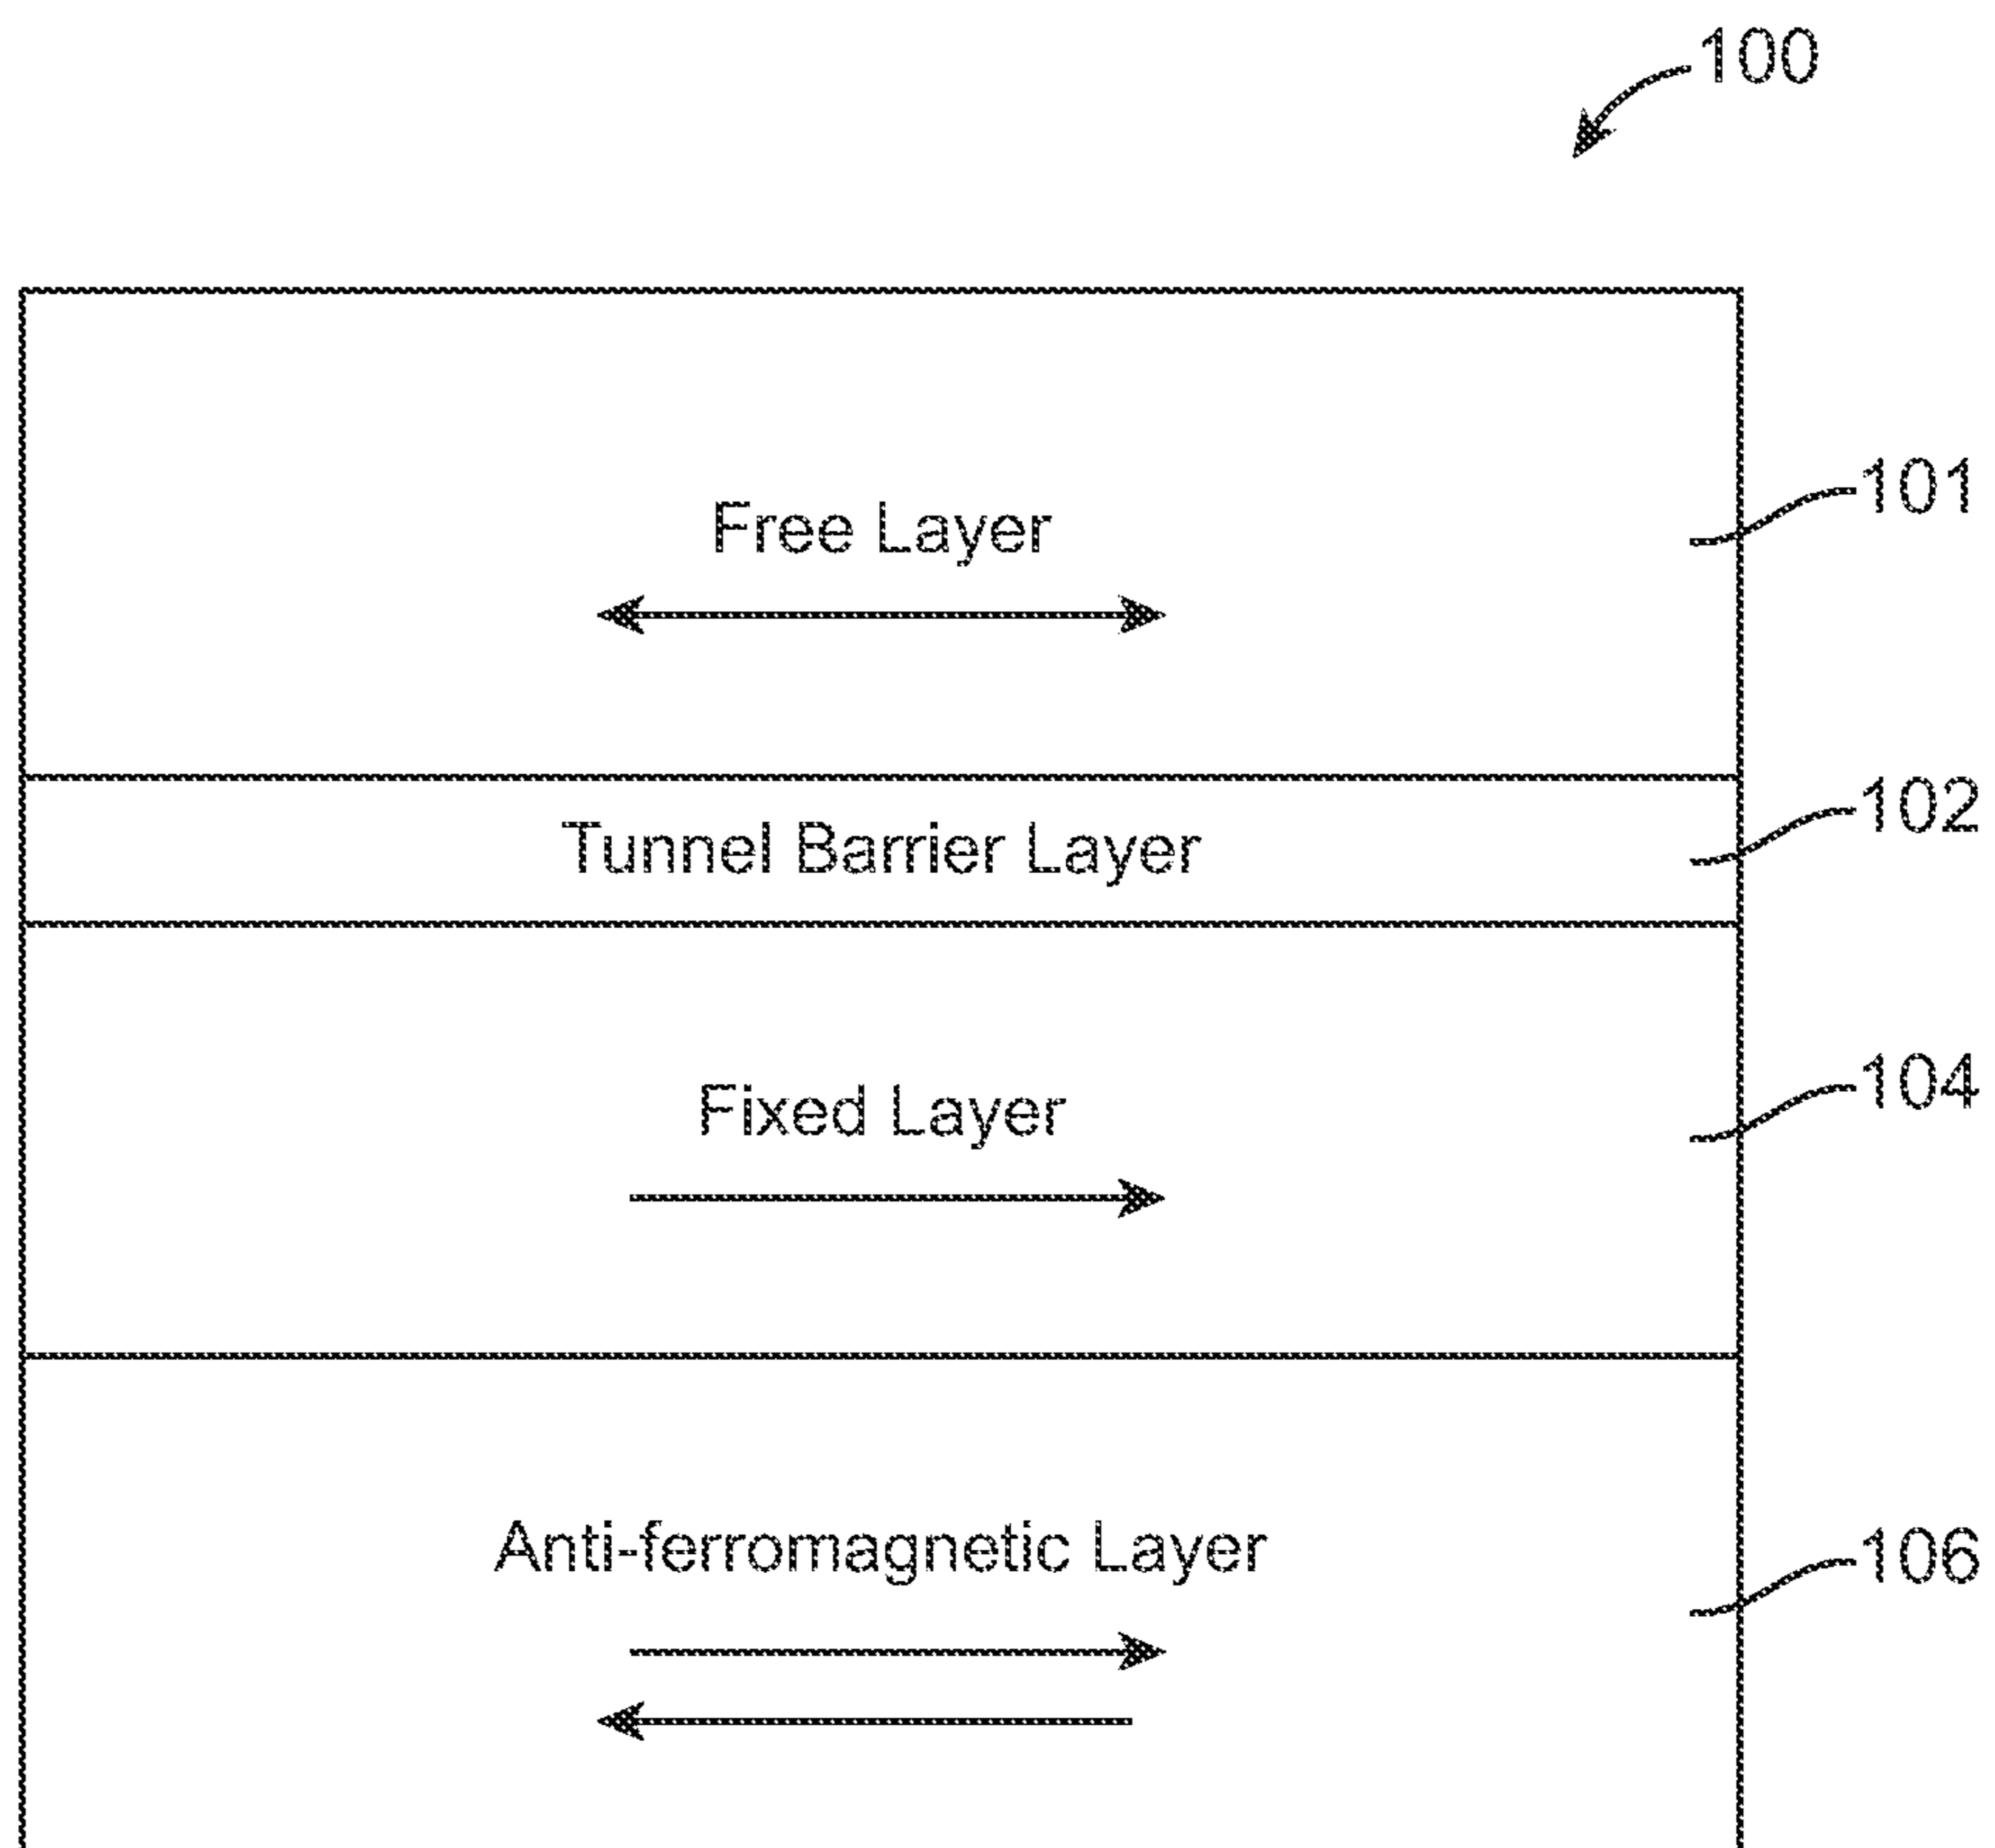 100
Free Layer
101
Tunnel Barrier Layer
102
Fixed Layer
104
Anti-ferromagnetic Layer
106